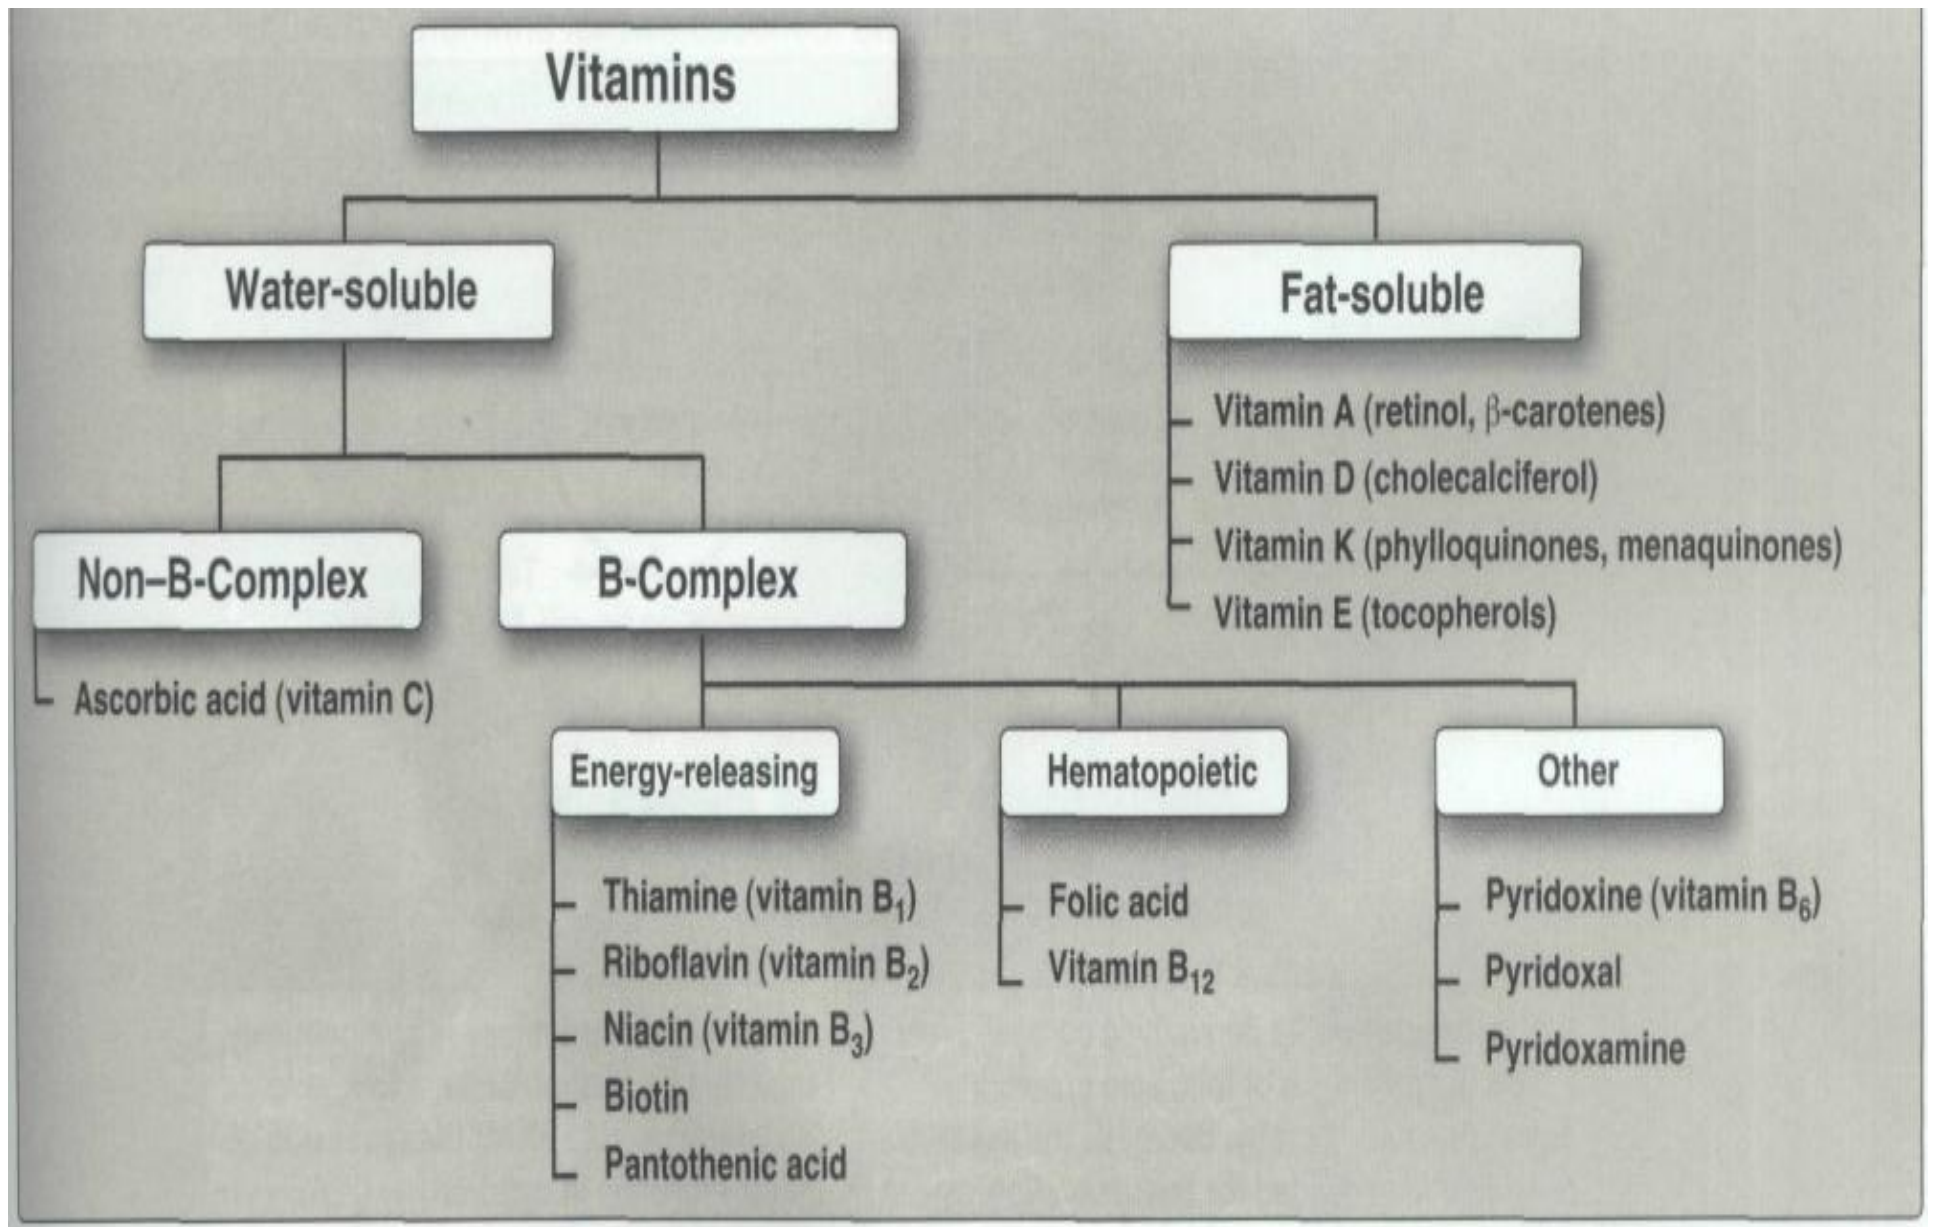 Vitamins
Water-soluble
Fat-soluble
Vitamin A (retinol, β-carotenes)
Vitamin D (cholecalciferol)
Vitamin K (phylloquinones, menaquinones)
Vitamin E (tocopherols)
Non–B-Complex
B-Complex
Ascorbic acid (vitamin C)
Energy-releasing
Hematopoietic
Other
Thiamine (vitamin B₁)
Riboflavin (vitamin B₂)
Niacin (vitamin B₃)
Biotin
Pantothenic acid
Folic acid
Vitamin B₁₂
Pyridoxine (vitamin B₆)
Pyridoxal
Pyridoxamine